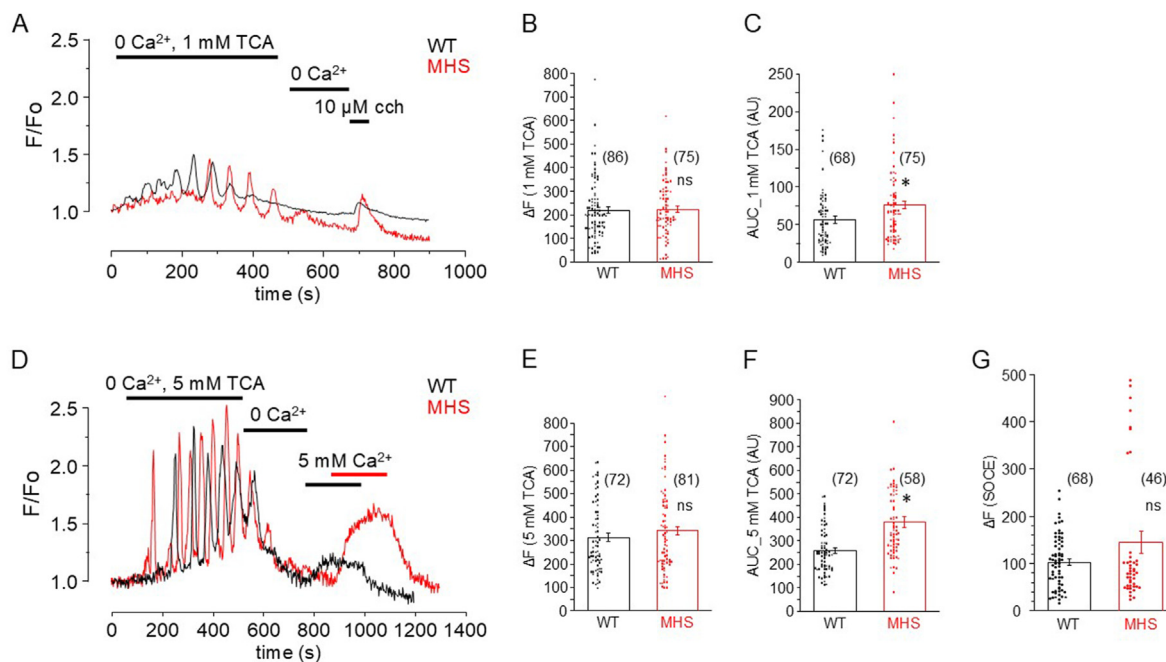 A
2.5
0 Ca²⁺, 1 mM TCA
WT
MHS
0 Ca²⁺
10 µM cch
2.0
1.5
1.0
F/Fo
0 200 400 600 800 1000
time (s)
B
800
700
600
500
400
300
200
100
0
ΔF (1 mM TCA)
(86)
(75)
ns
WT
MHS
C
250
200
150
100
50
0
AUC_1 mM TCA (AU)
(68)
(75)
*
WT
MHS
D
0 Ca²⁺, 5 mM TCA
WT
MHS
0 Ca²⁺
5 mM Ca²⁺
2.5
2.0
1.5
1.0
F/Fo
0 200 400 600 800 1000 1200 1400
time (s)
E
900
800
700
600
500
400
300
200
100
0
ΔF (5 mM TCA)
(72)
(81)
ns
WT
MHS
F
900
800
700
600
500
400
300
200
100
0
AUC_5 mM TCA (AU)
(72)
(58)
*
WT
MHS
G
500
400
300
200
100
0
ΔF (SOCE)
(68)
(46)
ns
WT
MHS